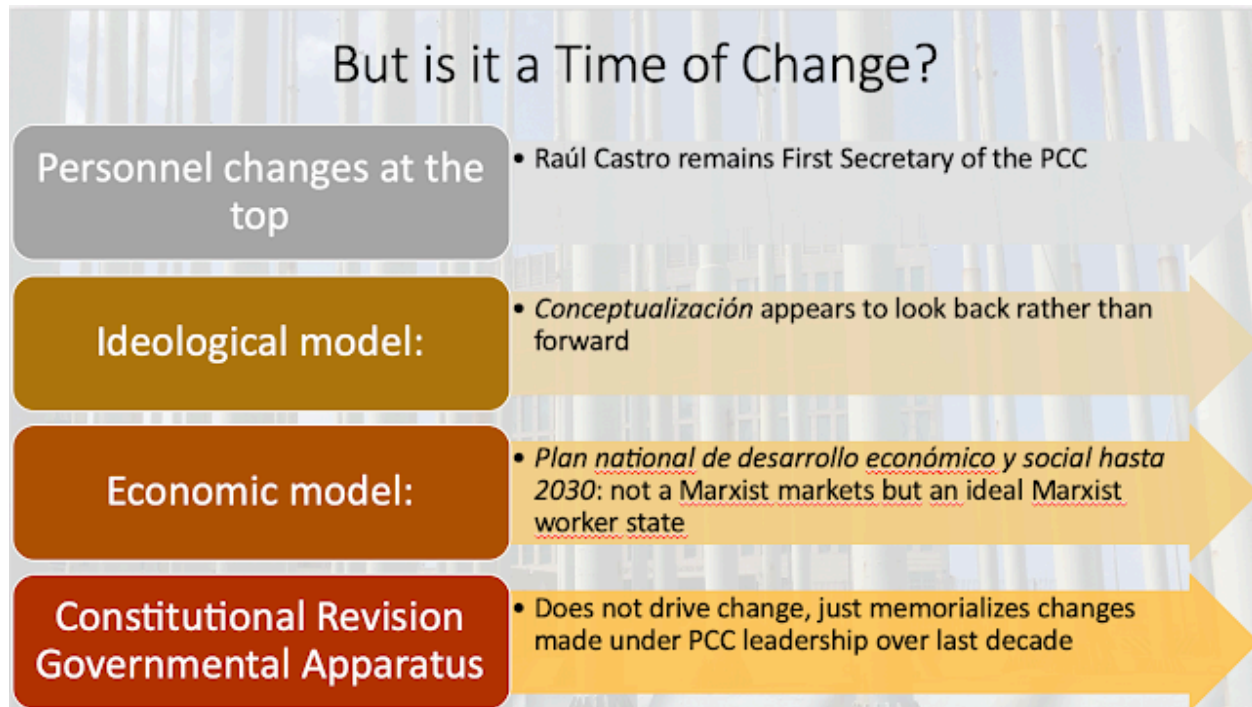 But is it a Time of Change?
Personnel changes at the
top
• Raúl Castro remains First Secretary of the PCC
Ideological model:
• Conceptualización appears to look back rather than
forward
Economic model:
• Plan national de desarrollo económico y social hasta
2030: not a Marxist markets but an ideal Marxist
worker state
Constitutional Revision
Governmental Apparatus
• Does not drive change, just memorializes changes
made under PCC leadership over last decade